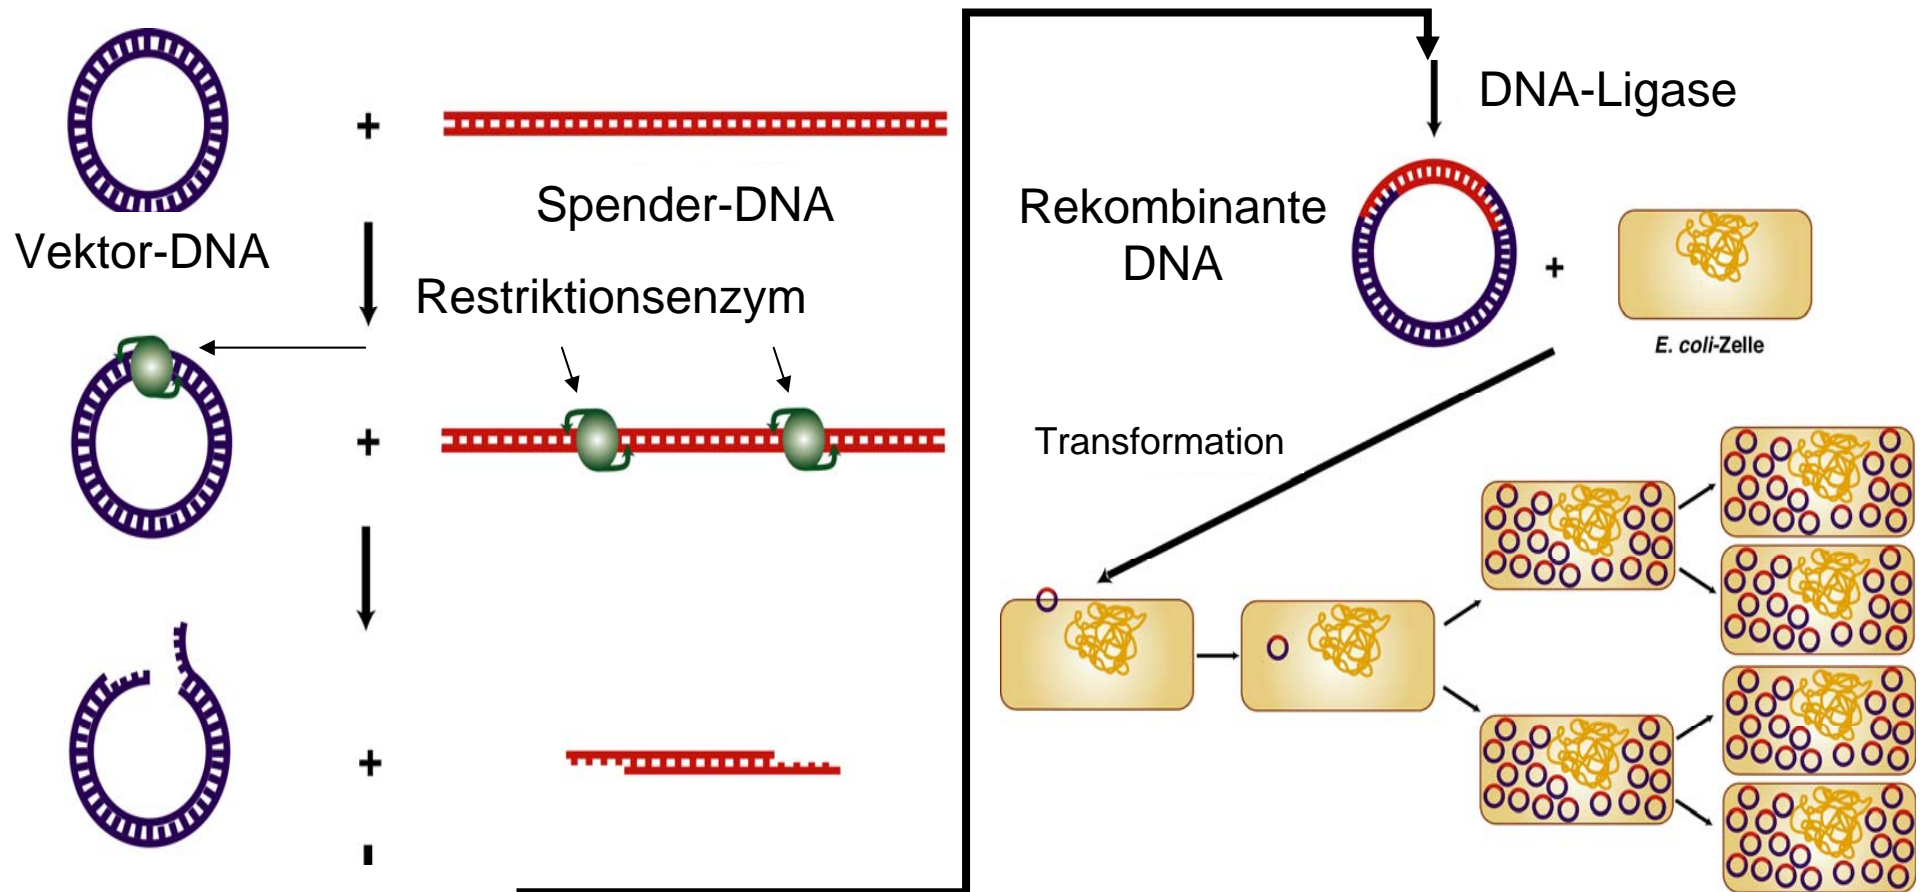 Vektor-DNA
+
Spender-DNA
Restriktionsenzym
+
+
DNA-Ligase
Rekombinante
DNA
+
E. coli-Zelle
Transformation